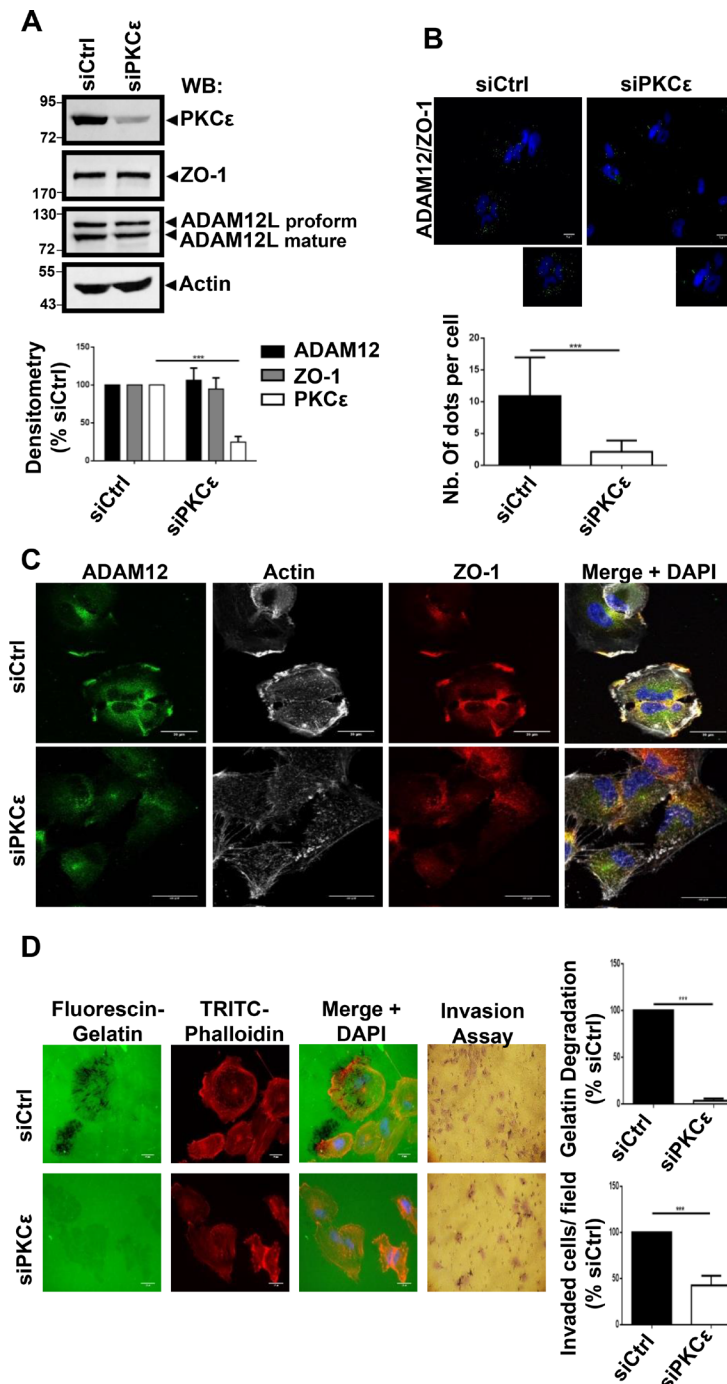 A
siCtrl
siPKCε
WB:
95
72
PKCε
170
ZO-1
130
72
ADAM12L proform
ADAM12L mature
55
43
Actin
Densitometry
(% siCtrl)
150
100
50
0
***
ADAM12
ZO-1
PKCε
siCtrl
siPKCε
B
siCtrl
siPKCε
ADAM12/ZO-1
Nb. Of dots per cell
20
15
10
5
0
***
siCtrl
siPKCε
C
ADAM12
Actin
ZO-1
Merge + DAPI
siCtrl
siPKCε
D
Fluorescin-
Gelatin
TRITC-
Phalloidin
Merge +
DAPI
Invasion
Assay
siCtrl
siPKCε
Gelatin Degradation
(% siCtrl)
150
100
50
0
***
siCtrl
siPKCε
Invaded cells/ field
(% siCtrl)
150
100
50
0
***
siCtrl
siPKCε